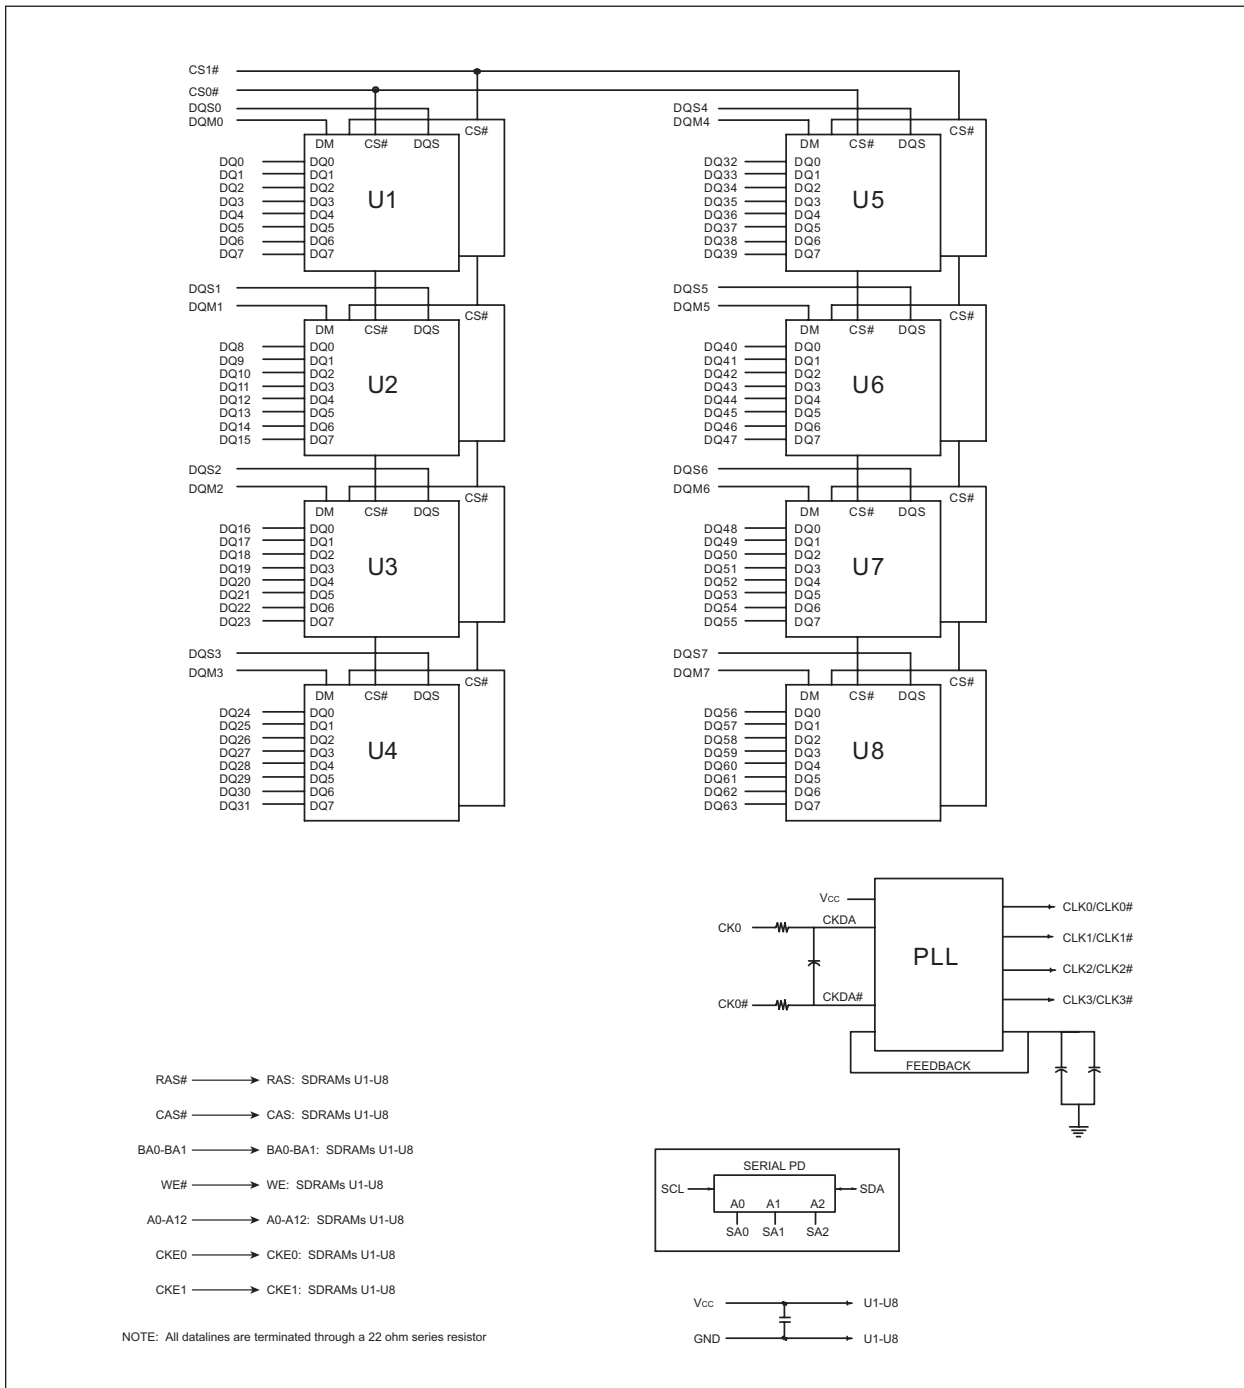 CS1#
CS0#
DQS0
DQM0
CS#
DM CS# DQS
DQ0 DQ0
DQ1 DQ1
DQ2 DQ2
DQ3 DQ3
DQ4 DQ4
DQ5 DQ5
DQ6 DQ6
DQ7 DQ7
U1
DQS1
DQM1
CS#
DM CS# DQS
DQ8 DQ0
DQ9 DQ1
DQ10 DQ2
DQ11 DQ3
DQ12 DQ4
DQ13 DQ5
DQ14 DQ6
DQ15 DQ7
U2
DQS2
DQM2
CS#
DM CS# DQS
DQ16 DQ0
DQ17 DQ1
DQ18 DQ2
DQ19 DQ3
DQ20 DQ4
DQ21 DQ5
DQ22 DQ6
DQ23 DQ7
U3
DQS3
DQM3
CS#
DM CS# DQS
DQ24 DQ0
DQ25 DQ1
DQ26 DQ2
DQ27 DQ3
DQ28 DQ4
DQ29 DQ5
DQ30 DQ6
DQ31 DQ7
U4
DQS4
DQM4
CS#
DM CS# DQS
DQ32 DQ0
DQ33 DQ1
DQ34 DQ2
DQ35 DQ3
DQ36 DQ4
DQ37 DQ5
DQ38 DQ6
DQ39 DQ7
U5
DQS5
DQM5
CS#
DM CS# DQS
DQ40 DQ0
DQ41 DQ1
DQ42 DQ2
DQ43 DQ3
DQ44 DQ4
DQ45 DQ5
DQ46 DQ6
DQ47 DQ7
U6
DQS6
DQM6
CS#
DM CS# DQS
DQ48 DQ0
DQ49 DQ1
DQ50 DQ2
DQ51 DQ3
DQ52 DQ4
DQ53 DQ5
DQ54 DQ6
DQ55 DQ7
U7
DQS7
DQM7
CS#
DM CS# DQS
DQ56 DQ0
DQ57 DQ1
DQ58 DQ2
DQ59 DQ3
DQ60 DQ4
DQ61 DQ5
DQ62 DQ6
DQ63 DQ7
U8
VCC
CK0 CKDA
CK0# CKDA#
PLL
CLK0/CLK0#
CLK1/CLK1#
CLK2/CLK2#
CLK3/CLK3#
FEEDBACK
RAS# RAS: SDRAMs U1-U8
CAS# CAS: SDRAMs U1-U8
BA0-BA1 BA0-BA1: SDRAMs U1-U8
WE# WE: SDRAMs U1-U8
A0-A12 A0-A12: SDRAMs U1-U8
CKE0 CKE0: SDRAMs U1-U8
CKE1 CKE1: SDRAMs U1-U8
NOTE: All datalines are terminated through a 22 ohm series resistor
SERIAL PD
SCL SDA
A0 A1 A2
SA0 SA1 SA2
VCC U1-U8
GND U1-U8